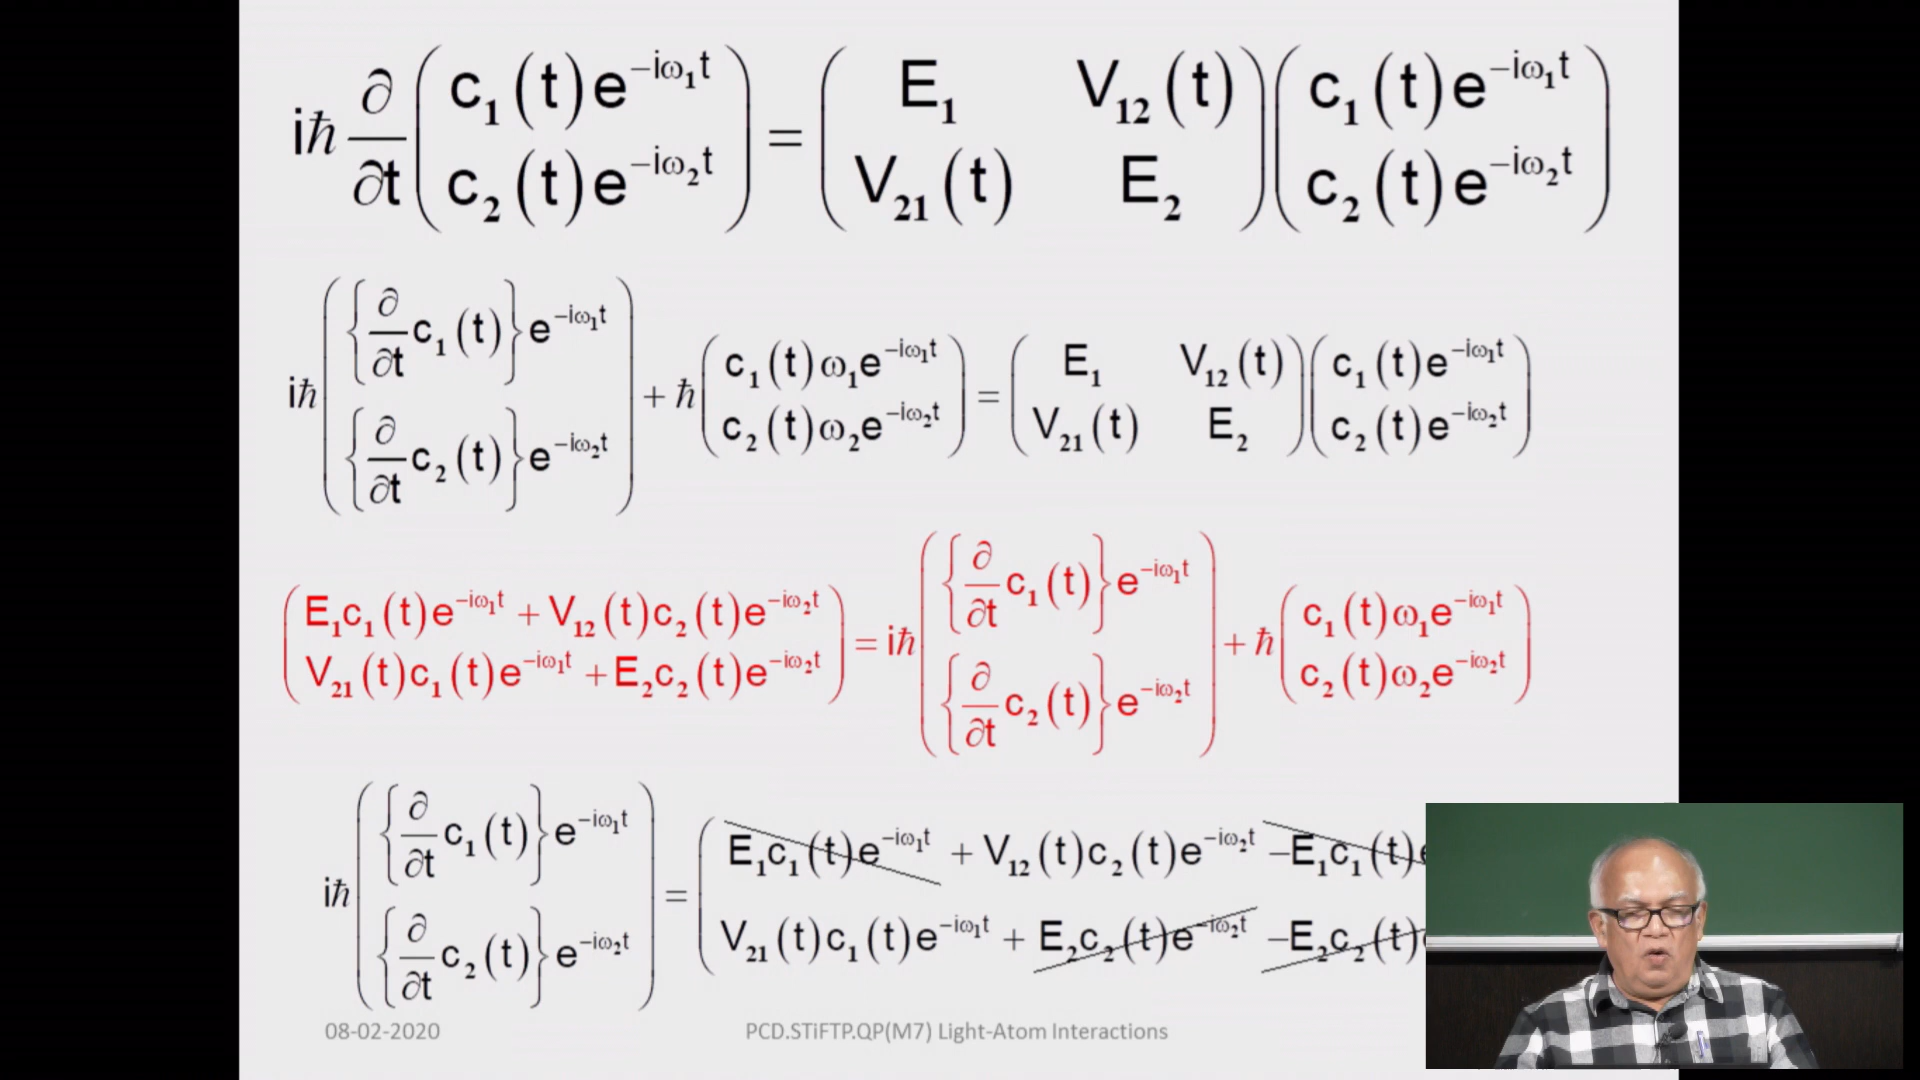 iħ ∂/∂t ( c₁(t)e^{−iω₁t} ; c₂(t)e^{−iω₂t} ) = ( E₁ V₁₂(t) ; V₂₁(t) E₂ ) ( c₁(t)e^{−iω₁t} ; c₂(t)e^{−iω₂t} )
iħ ( {∂/∂t c₁(t)}e^{−iω₁t} ; {∂/∂t c₂(t)}e^{−iω₂t} ) + ħ ( c₁(t)ω₁e^{−iω₁t} ; c₂(t)ω₂e^{−iω₂t} ) = ( E₁ V₁₂(t) ; V₂₁(t) E₂ ) ( c₁(t)e^{−iω₁t} ; c₂(t)e^{−iω₂t} )
( E₁c₁(t)e^{−iω₁t} + V₁₂(t)c₂(t)e^{−iω₂t} ; V₂₁(t)c₁(t)e^{−iω₁t} + E₂c₂(t)e^{−iω₂t} ) = iħ ( {∂/∂t c₁(t)}e^{−iω₁t} ; {∂/∂t c₂(t)}e^{−iω₂t} ) + ħ ( c₁(t)ω₁e^{−iω₁t} ; c₂(t)ω₂e^{−iω₂t} )
iħ ( {∂/∂t c₁(t)}e^{−iω₁t} ; {∂/∂t c₂(t)}e^{−iω₂t} ) = ( E₁c₁(t)e^{−iω₁t} + V₁₂(t)c₂(t)e^{−iω₂t} −E₁c₁(t) ; V₂₁(t)c₁(t)e^{−iω₁t} + E₂c₂(t)e^{−iω₂t} −E₂c₂(t)
08-02-2020 PCD.STiFTP.QP(M7) Light-Atom Interactions